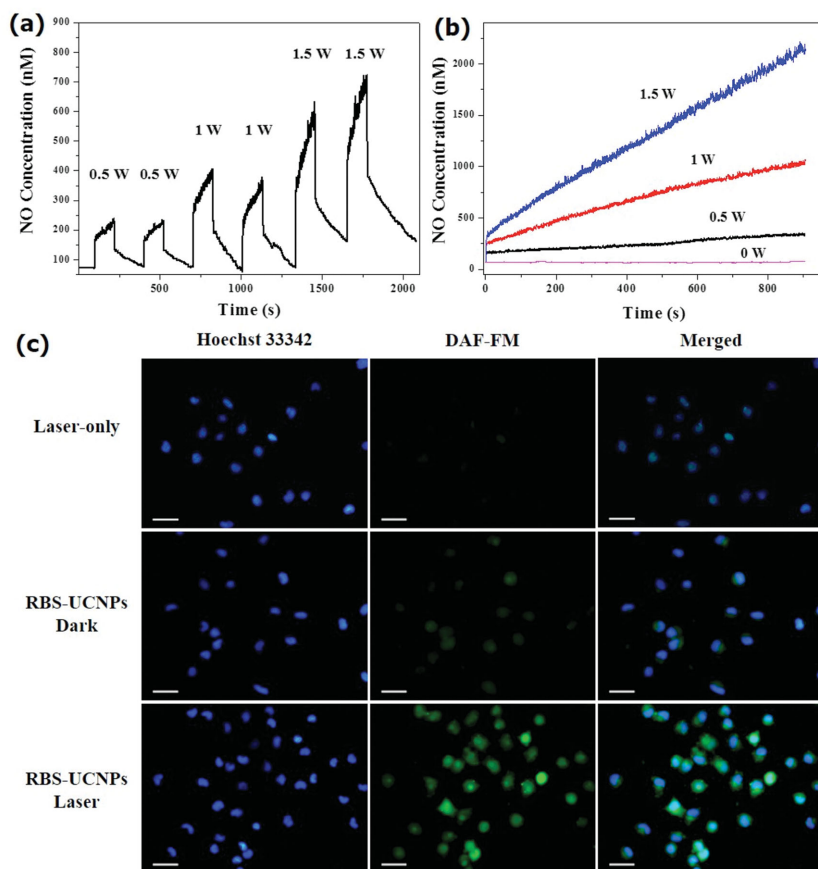 (a)
NO Concentration (nM)
900
800
700
600
500
400
300
200
100
0.5 W
0.5 W
1 W
1 W
1.5 W
1.5 W
500
1000
1500
2000
Time (s)
(b)
NO Concentration (nM)
2000
1500
1000
500
0
1.5 W
1 W
0.5 W
0 W
0
200
400
600
800
Time (s)
(c)
Hoechst 33342
DAF-FM
Merged
Laser-only
RBS-UCNPs
Dark
RBS-UCNPs
Laser